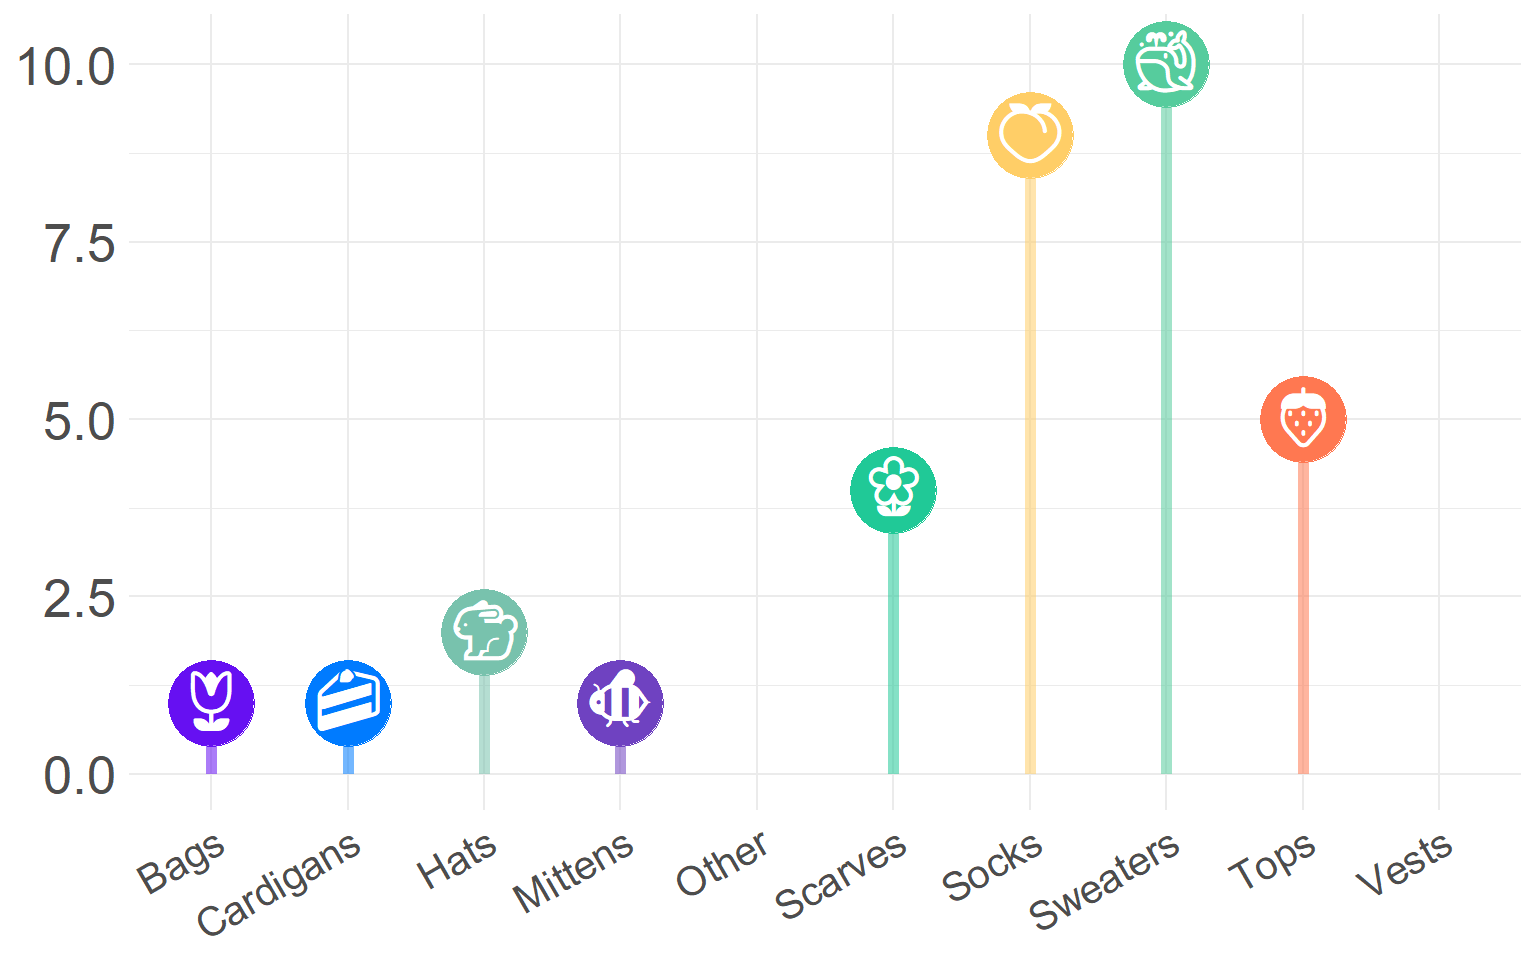 10.0
7.5
5.0
2.5
0.0
Bags
Cardigans
Hats
Mittens
Other
Scarves
Socks
Sweaters
Tops
Vests